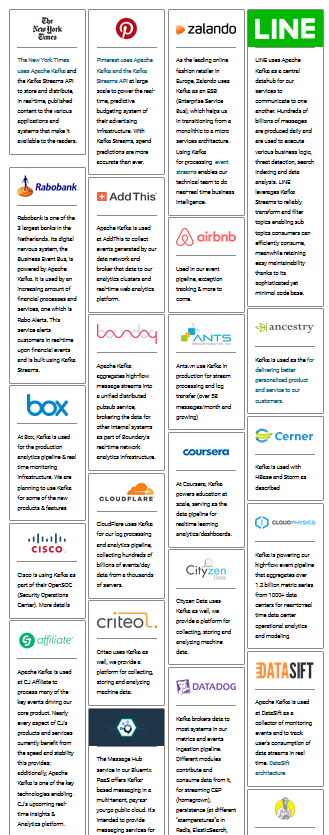 The
New York
Times
The New York Times
uses Apache Kafka and
the Kafka Streams API
to store and distribute,
in real-time, published
content to the various
applications and
systems that make it
available to the readers.
Rabobank
Rabobank is one of the
3 largest banks in the
Netherlands. Its digital
nervous system, the
Business Event Bus, is
powered by Apache
Kafka. It is used by an
increasing amount of
financial processes and
services, one which is
Rabo Alerts. This
service alerts
customers in real-time
upon financial events
and is built using Kafka
Streams.
box
At Box, Kafka is used
for the production
analytics pipeline & real
time monitoring
infrastructure. We are
planning to use Kafka
for some of the new
products & features
CISCO.
Cisco is using Kafka as
part of their OpenSOC
(Security Operations
Center). More details
affiliate
Apache Kafka is used
at CJ Affiliate to
process many of the
key events driving our
core product. Nearly
every aspect of CJ's
products and services
currently benefit from
the speed and stability
this provides;
additionally, Apache
Kafka is one of the key
technologies enabling
CJ's upcoming real-
time Insights &
Analytics platform.
Pinterest uses Apache
Kafka and the Kafka
Streams API at large
scale to power the real-
time, predictive
budgeting system of
their advertising
infrastructure. With
Kafka Streams, spend
predictions are more
accurate than ever.
AddThis
Apache Kafka is used
at AddThis to collect
events generated by our
data network and
broker that data to our
analytics clusters and
real-time web analytics
platform.
boundary
Apache Kafka
aggregates high-flow
message streams into
a unified distributed
pubsub service,
brokering the data for
other internal systems
as part of Boundary's
real-time network
analytics infrastructure.
CLOUDFLARE
CloudFlare uses Kafka
for our log processing
and analytics pipeline,
collecting hundreds of
billions of events/day
data from a thousands
of servers.
criteol.
Criteo uses Kafka as
well, we provide a
platform for collecting,
storing and analyzing
machine data.
The Message Hub
service in our Bluemix
PaaS offers Kafka
based messaging in a
multi-tenant, pay-as-
you-go public cloud. It's
intended to provide
messaging services for
zalando
As the leading online
fashion retailer in
Europe, Zalando uses
Kafka as an ESB
(Enterprise Service
Bus), which helps us
in transitioning from a
monolithic to a micro
services architecture.
Using Kafka
for processing event
streams enables our
technical team to do
near-real time business
intelligence.
airbnb
Used in our event
pipeline, exception
tracking & more to
come.
ANTS
Ants.vn use Kafka in
production for stream
processing and log
transfer (over 5B
messages/month and
growing)
coursera
At Coursera, Kafka
powers education at
scale, serving as the
data pipeline for
realtime learning
analytics/dashboards.
Cityzen
Data
Cityzen Data uses
Kafka as well, we
provide a platform for
collecting, storing and
analyzing machine
data.
DATADOG
Kafka brokers data to
most systems in our
metrics and events
ingestion pipeline.
Different modules
contribute and
consume data from it,
for streaming CEP
(homegrown),
persistence (at different
"atemperatures" in
Redis, ElasticSearch,
LINE
LINE uses Apache
Kafka as a central
datahub for our
services to
communicate to one
another. Hundreds of
billions of messages
are produced daily and
are used to execute
various business logic,
threat detection, search
indexing and data
analysis. LINE
leverages Kafka
Streams to reliably
transform and filter
topics enabling sub
topics consumers can
efficiently consume,
meanwhile retaining
easy maintainability
thanks to its
sophisticated yet
minimal code base.
ancestry
Kafka is used as the for
delivering better
personalized product
and service to our
customers.
Cerner
Kafka is used with
HBase and Storm as
described
CLOUDPHYSICS
Kafka is powering our
high-flow event pipeline
that aggregates over
1.2 billion metric series
from 1000+ data
centers for near-to-real
time data center
operational analytics
and modeling
DATASIFT
Apache Kafka is used
at DataSift as a
collector of monitoring
events and to track
user's consumption of
data streams in real
time. DataSift
architecture